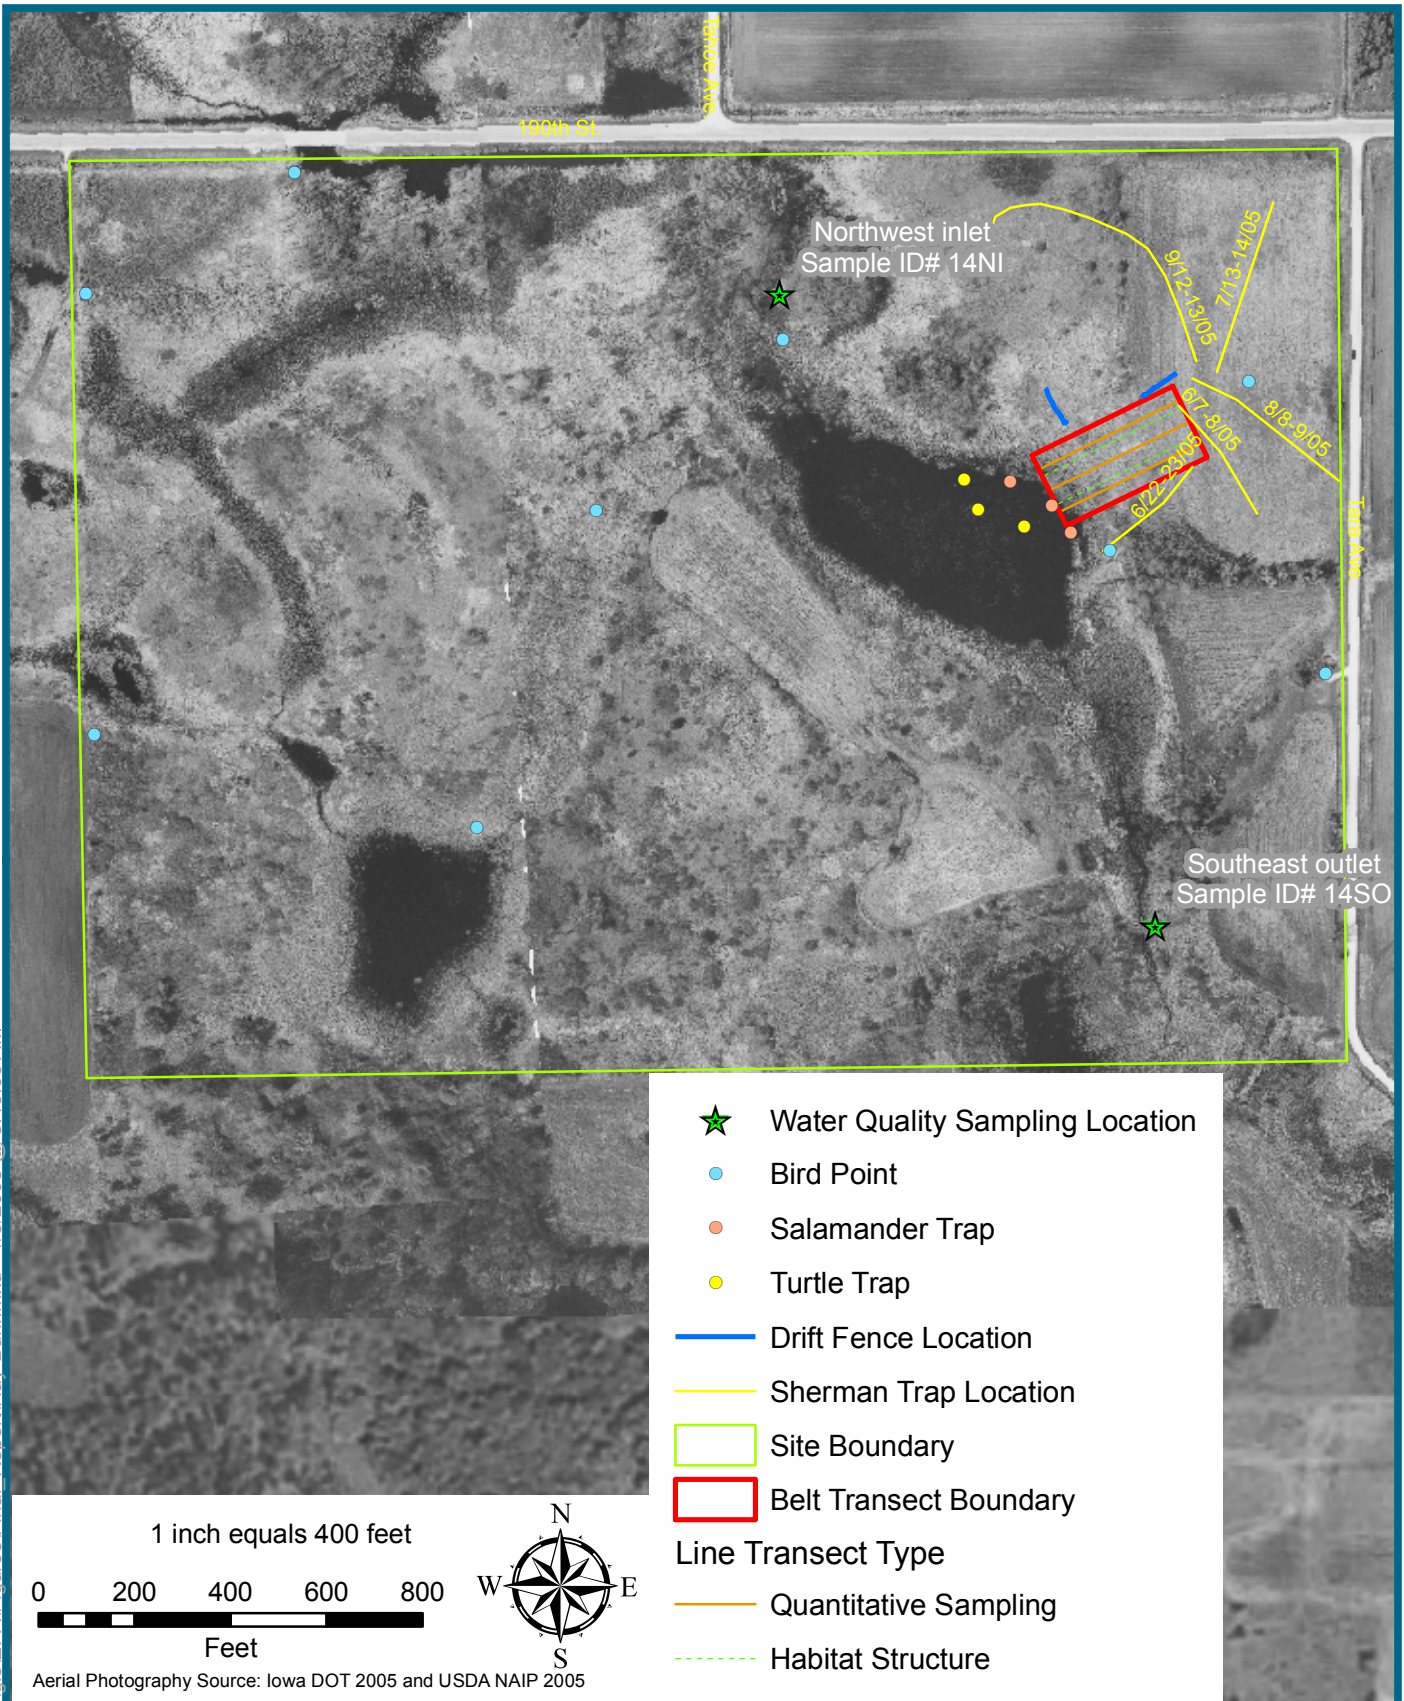 Tahoe Ave.
190th St.
Northwest inlet
Sample ID# 14NI
9/12-13/05
7/13-14/05
8/8-9/05
6/7-8/05
6/22-23/05
Tara Ave.
Southeast outlet
Sample ID# 14SO
Water Quality Sampling Location
Bird Point
Salamander Trap
Turtle Trap
Drift Fence Location
Sherman Trap Location
Site Boundary
Belt Transect Boundary
Line Transect Type
Quantitative Sampling
Habitat Structure
1 inch equals 400 feet
0 200 400 600 800
Feet
N
W E
S
Aerial Photography Source: Iowa DOT 2005 and USDA NAIP 2005